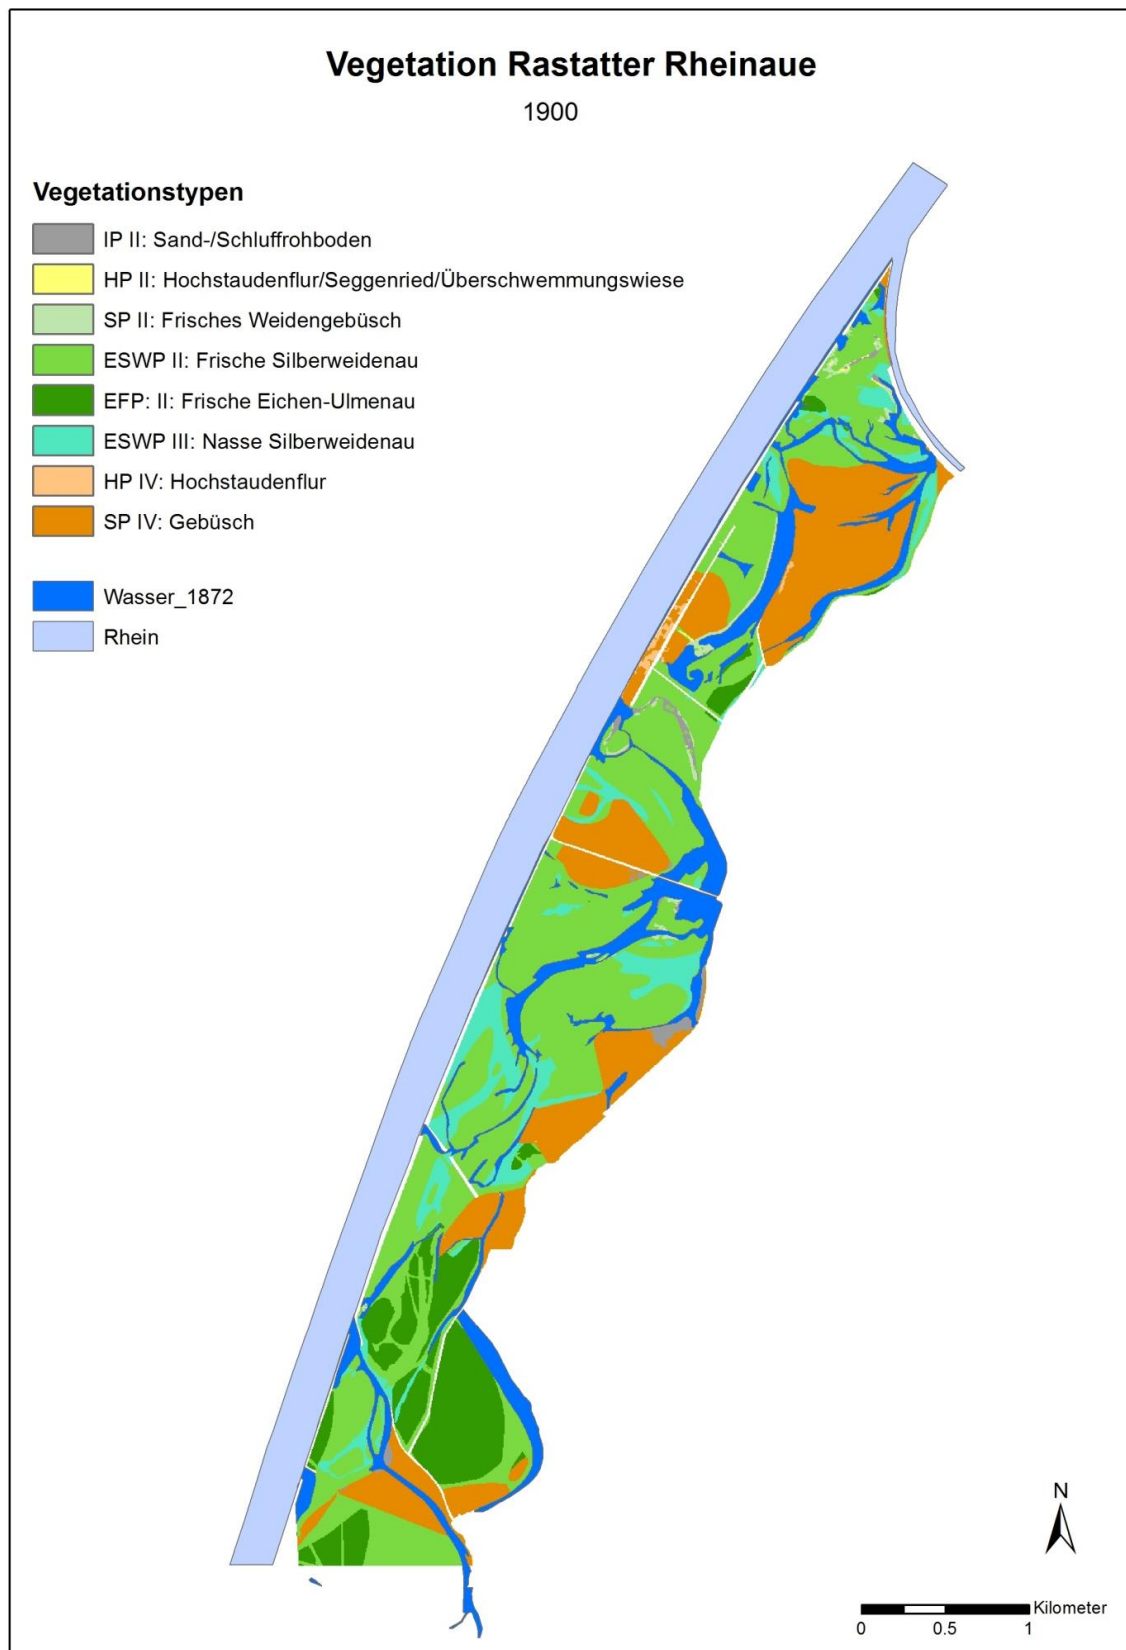 Vegetation Rastatter Rheinaue
1900
Vegetationstypen
IP II: Sand-/Schluffrohboden
HP II: Hochstaudenflur/Seggenried/Überschwemmungswiese
SP II: Frisches Weidengebüsch
ESWP II: Frische Silberweidenau
EFP: II: Frische Eichen-Ulmenau
ESWP III: Nasse Silberweidenau
HP IV: Hochstaudenflur
SP IV: Gebüsch
Wasser_1872
Rhein
N
Kilometer
0 0.5 1